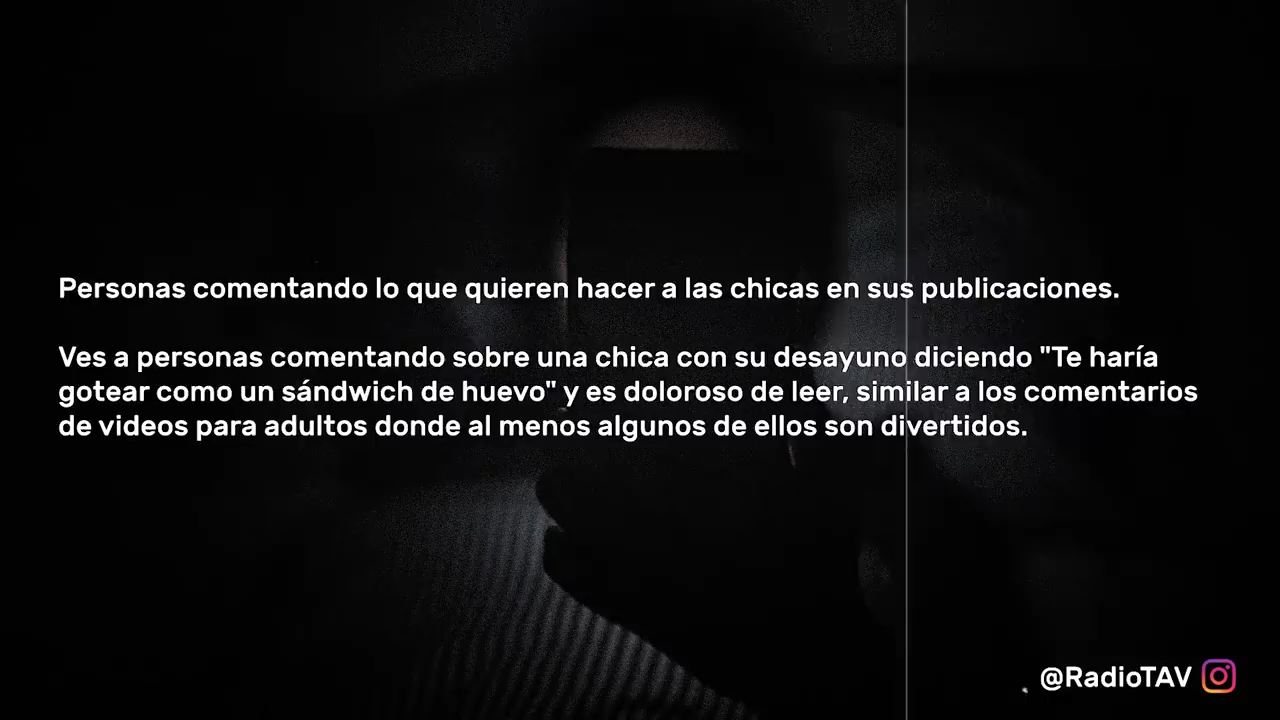 Personas comentando lo que quieren hacer a las chicas en sus publicaciones.
Ves a personas comentando sobre una chica con su desayuno diciendo "Te haría
gotear como un sándwich de huevo" y es doloroso de leer, similar a los comentarios
de videos para adultos donde al menos algunos de ellos son divertidos.
@RadioTAV